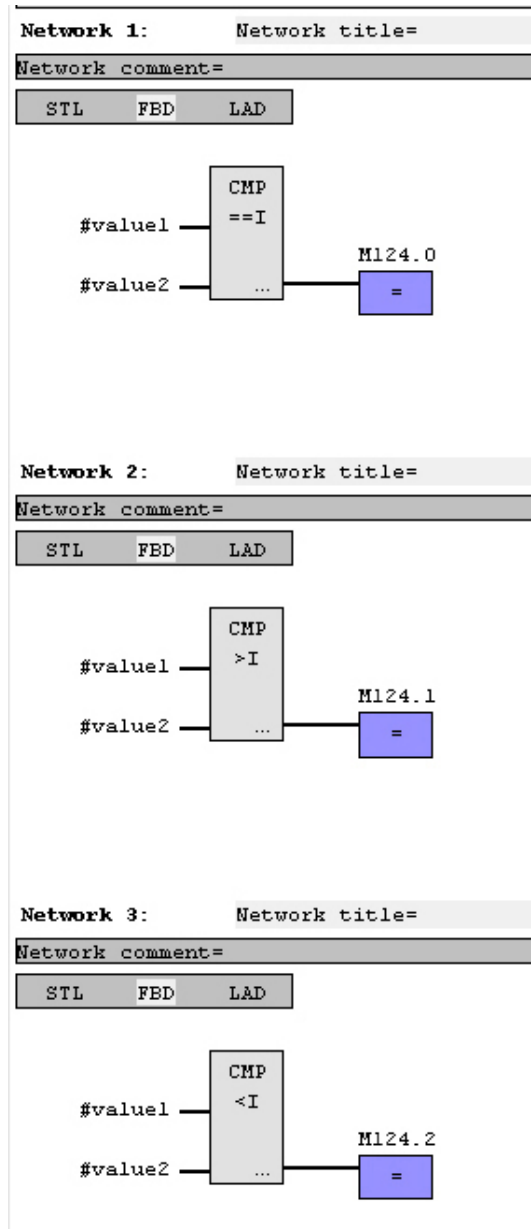 Network 1: Network title=
Network comment=
STL FBD LAD
CMP
==I
#value1
M124.0
#value2
...
=
Network 2: Network title=
Network comment=
STL FBD LAD
CMP
>I
#value1
M124.1
#value2
...
=
Network 3: Network title=
Network comment=
STL FBD LAD
CMP
<I
#value1
M124.2
#value2
...
=